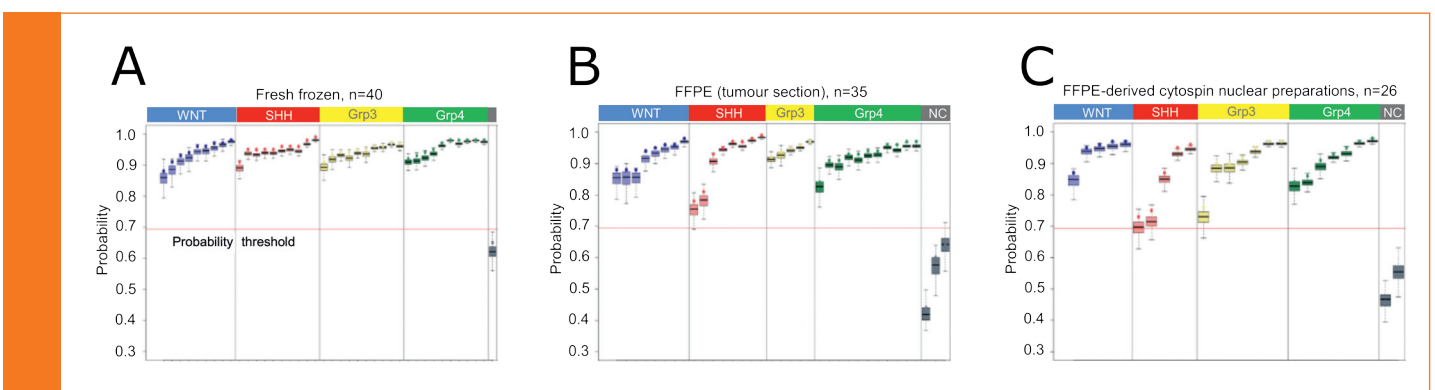 A
Fresh frozen, n=40
WNT SHH Grp3 Grp4
Probability
1.0
0.9
0.8
0.7
0.6
0.5
0.4
0.3
Probability threshold
B
FFPE (tumour section), n=35
WNT SHH Grp3 Grp4 NC
Probability
1.0
0.9
0.8
0.7
0.6
0.5
0.4
0.3
C
FFPE-derived cytospin nuclear preparations, n=26
WNT SHH Grp3 Grp4 NC
Probability
1.0
0.9
0.8
0.7
0.6
0.5
0.4
0.3